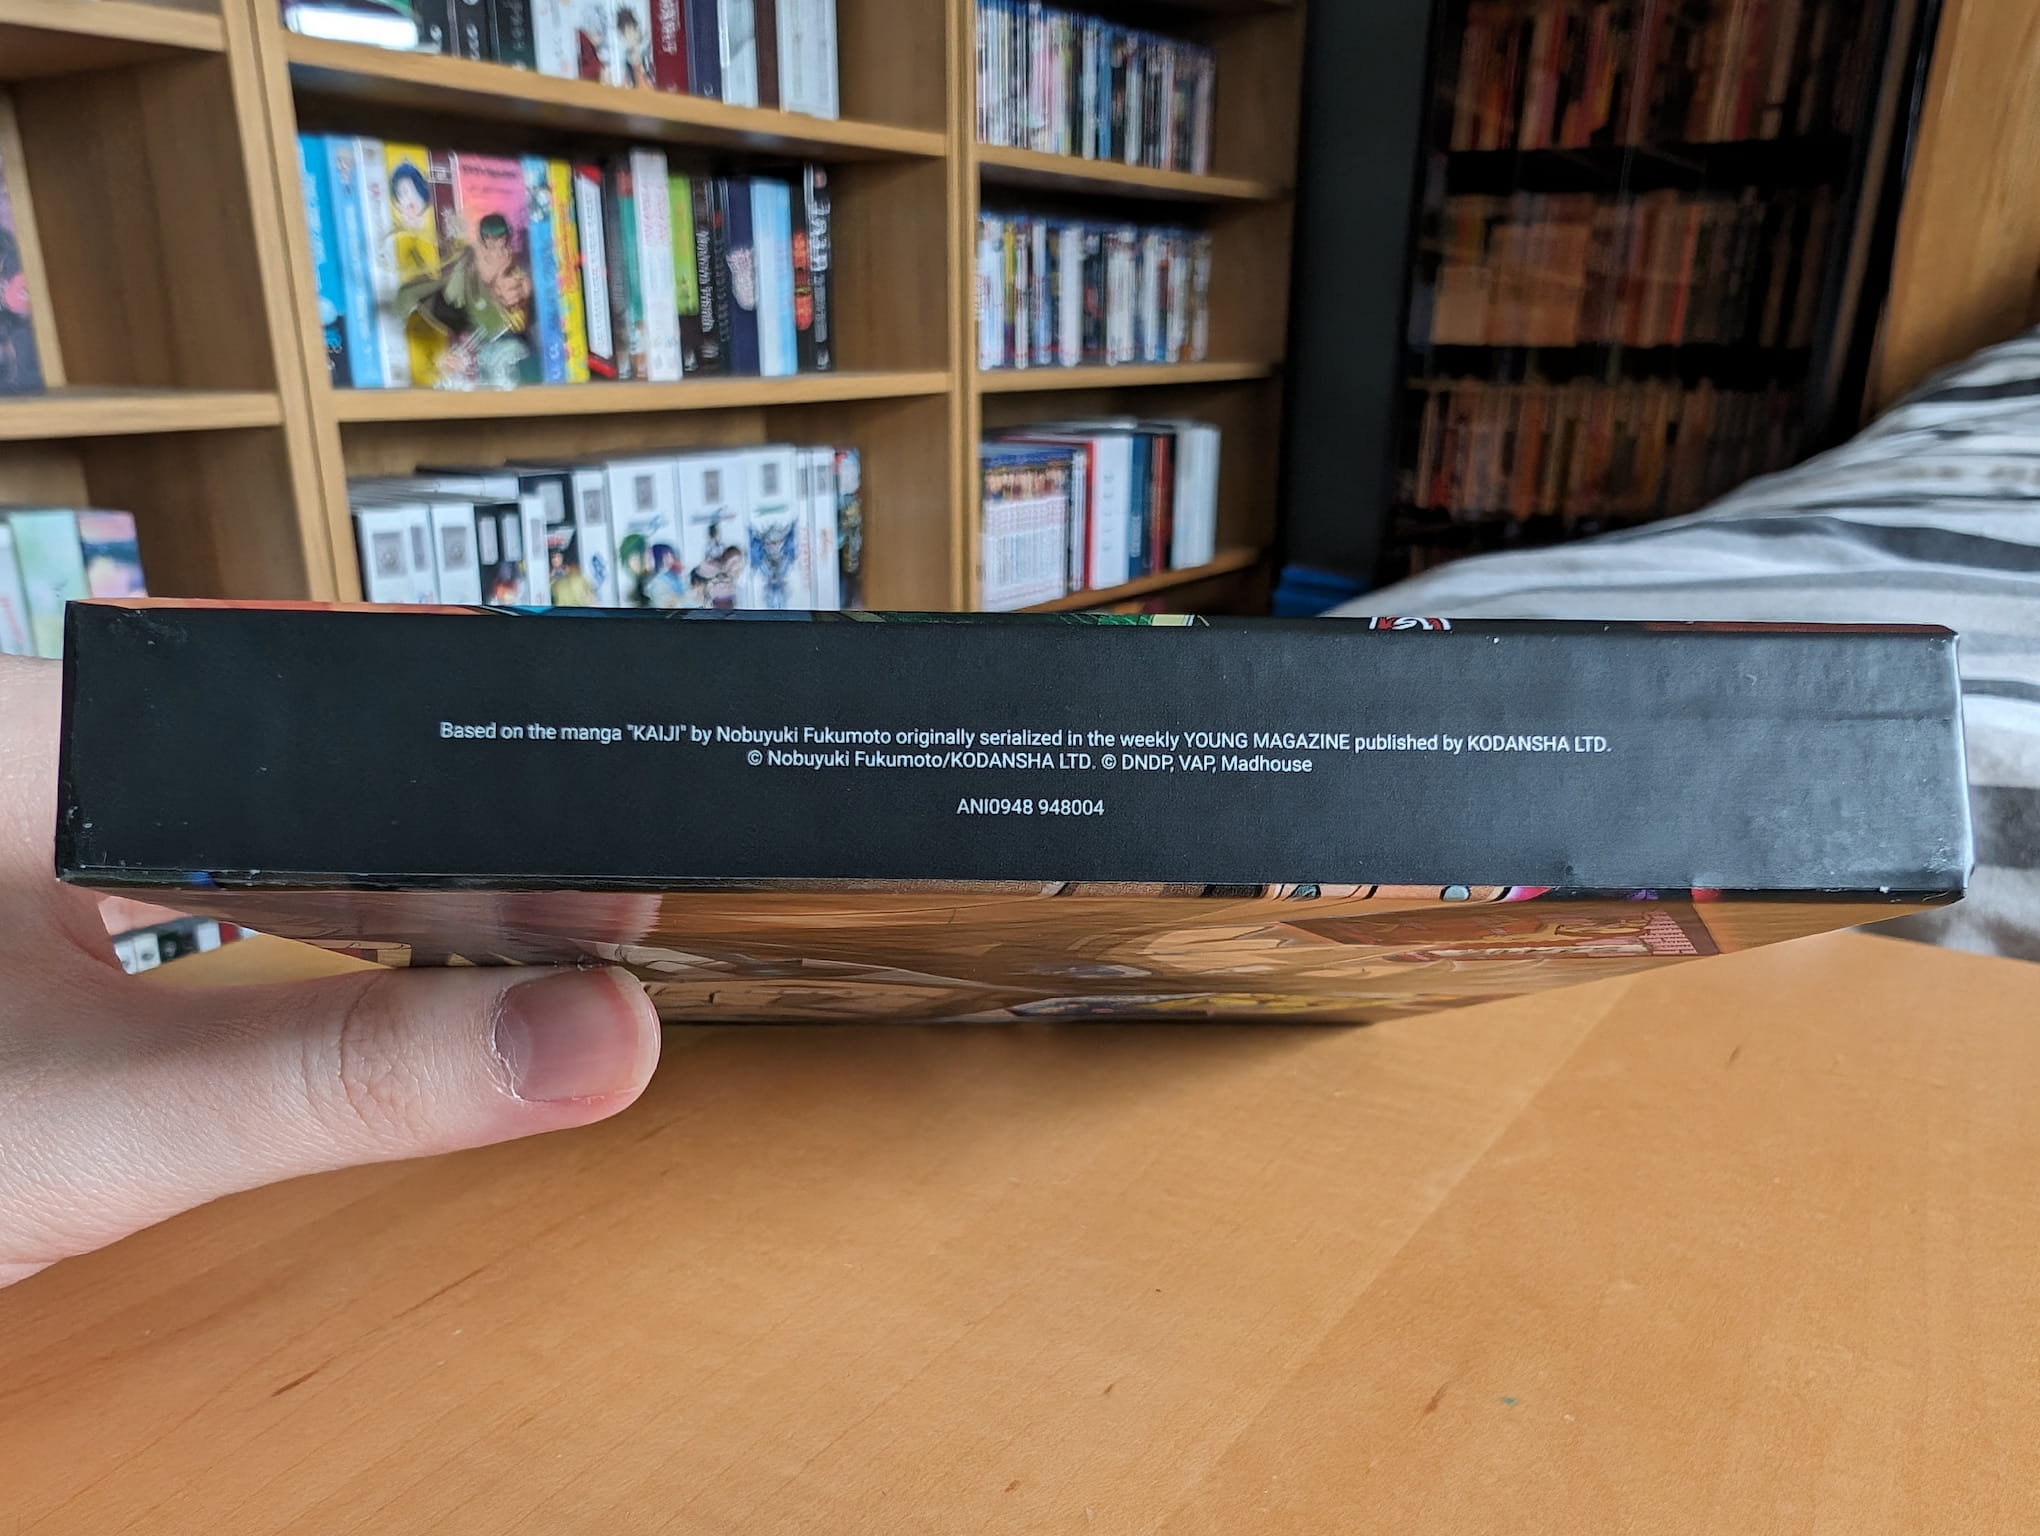 Based on the manga "KAIJI" by Nobuyuki Fukumoto originally serialized in the weekly YOUNG MAGAZINE published by KODANSHA LTD.
© Nobuyuki Fukumoto/KODANSHA LTD. © DNDP, VAP, Madhouse
ANI0948 948004